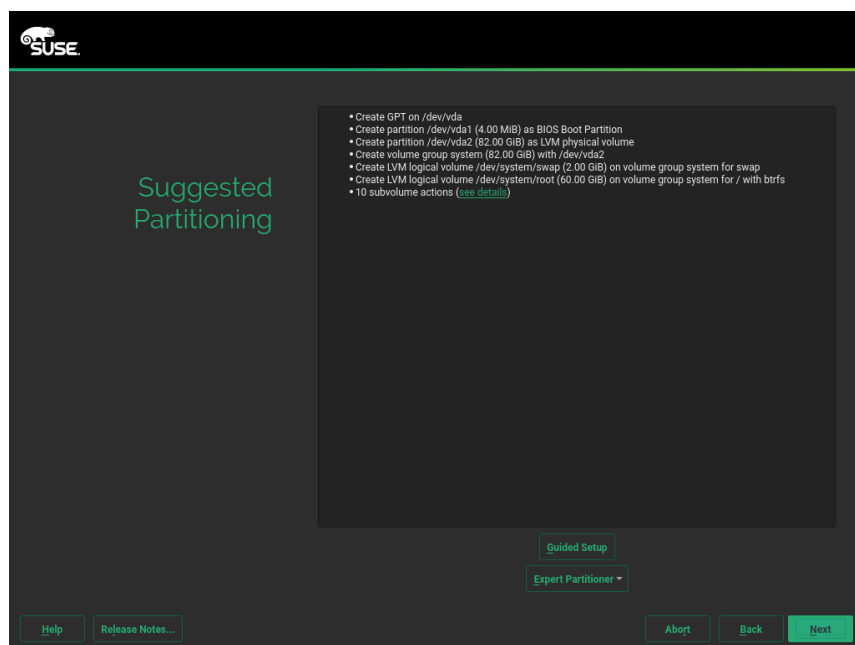 SUSE.
Suggested
Partitioning
• Create GPT on /dev/vda
• Create partition /dev/vda1 (4.00 MiB) as BIOS Boot Partition
• Create partition /dev/vda2 (82.00 GiB) as LVM physical volume
• Create volume group system (82.00 GiB) with /dev/vda2
• Create LVM logical volume /dev/system/swap (2.00 GiB) on volume group system for swap
• Create LVM logical volume /dev/system/root (60.00 GiB) on volume group system for / with btrfs
• 10 subvolume actions (see details)
Guided Setup
Expert Partitioner
Help
Release Notes...
Abort
Back
Next